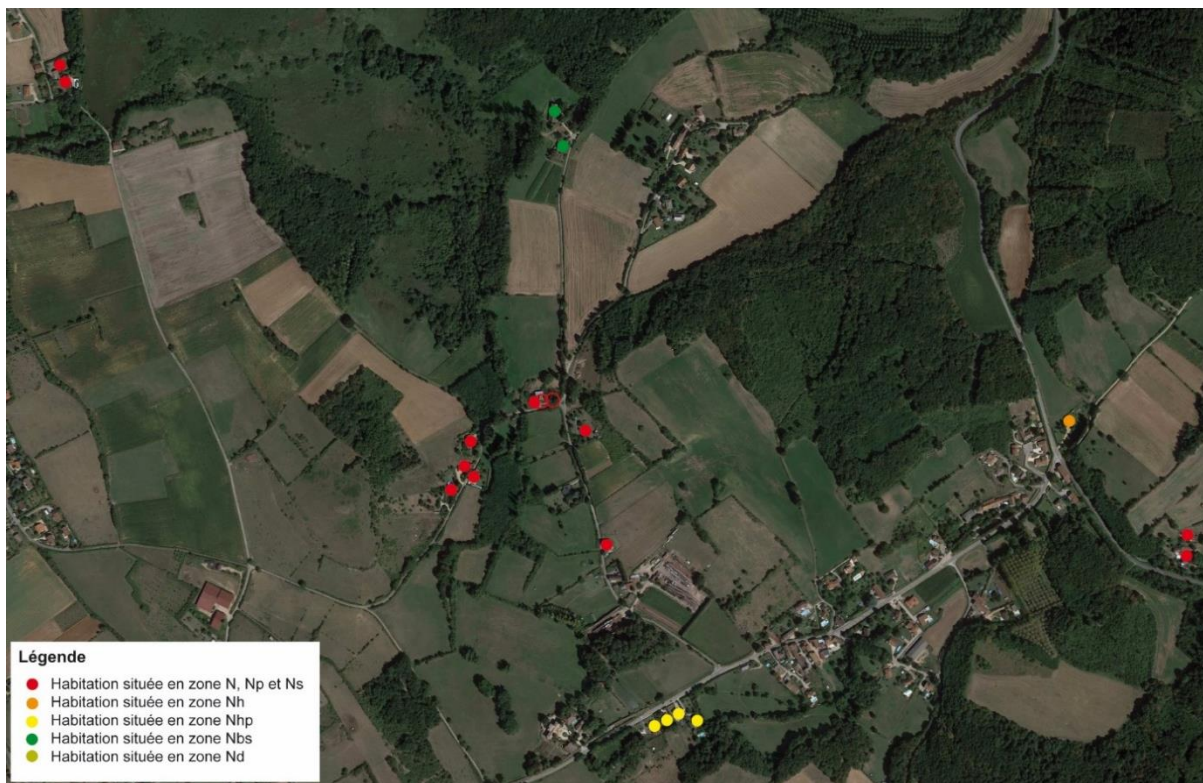 Légende
Habitation située en zone N, Np et Ns
Habitation située en zone Nh
Habitation située en zone Nhp
Habitation située en zone Nbs
Habitation située en zone Nd